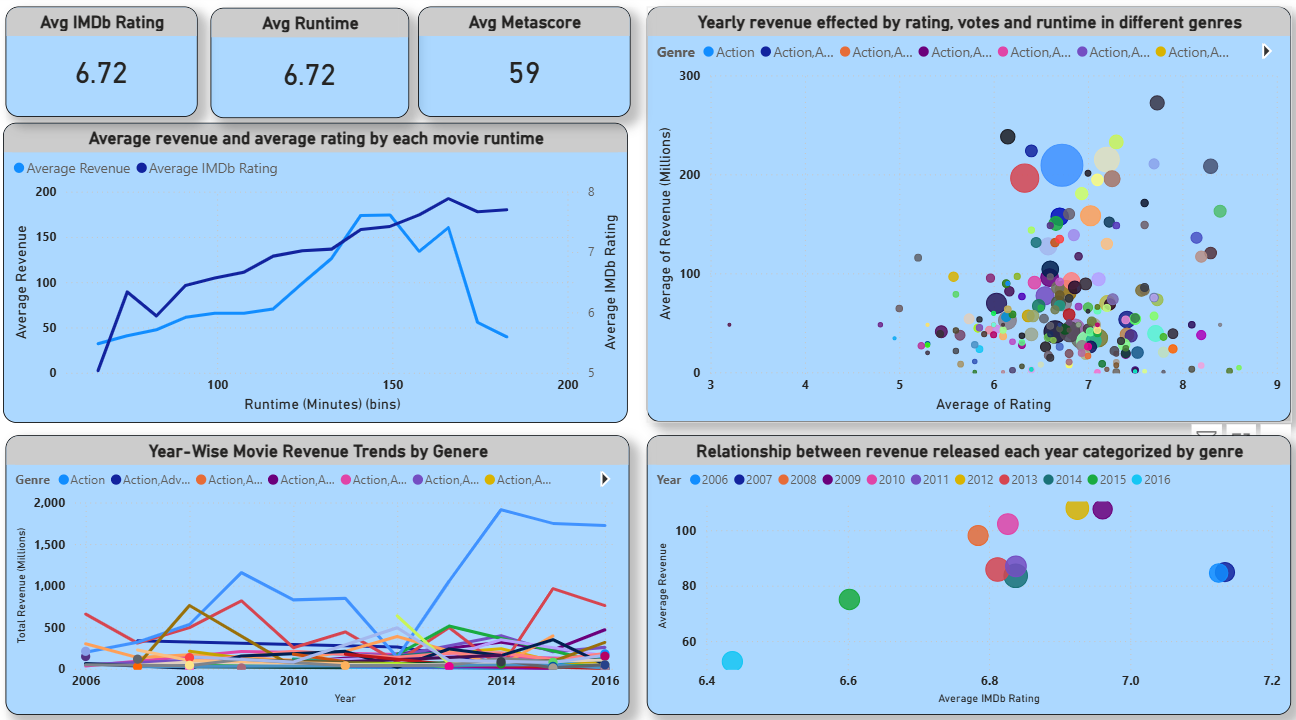 Avg IMDb Rating
6.72
Avg Runtime
6.72
Avg Metascore
59
Average revenue and average rating by each movie runtime
Average Revenue Average IMDb Rating
200
150
100
50
0
8
7
6
5
100 150 200
Average Revenue
Average IMDb Rating
Runtime (Minutes) (bins)
Yearly revenue effected by rating, votes and runtime in different genres
Genre Action Action,A... Action,A... Action,A... Action,A... Action,A... Action,A...
300
200
100
0
3 4 5 6 7 8 9
Average of Revenue (Millions)
Average of Rating
Year-Wise Movie Revenue Trends by Genere
Genre Action Action,Adv... Action,A... Action,A... Action,A... Action,A... Action,A...
2,000
1,500
1,000
500
0
2006 2008 2010 2012 2014 2016
Total Revenue (Millions)
Year
Relationship between revenue released each year categorized by genre
Year 2006 2007 2008 2009 2010 2011 2012 2013 2014 2015 2016
100
80
60
6.4 6.6 6.8 7.0 7.2
Average Revenue
Average IMDb Rating